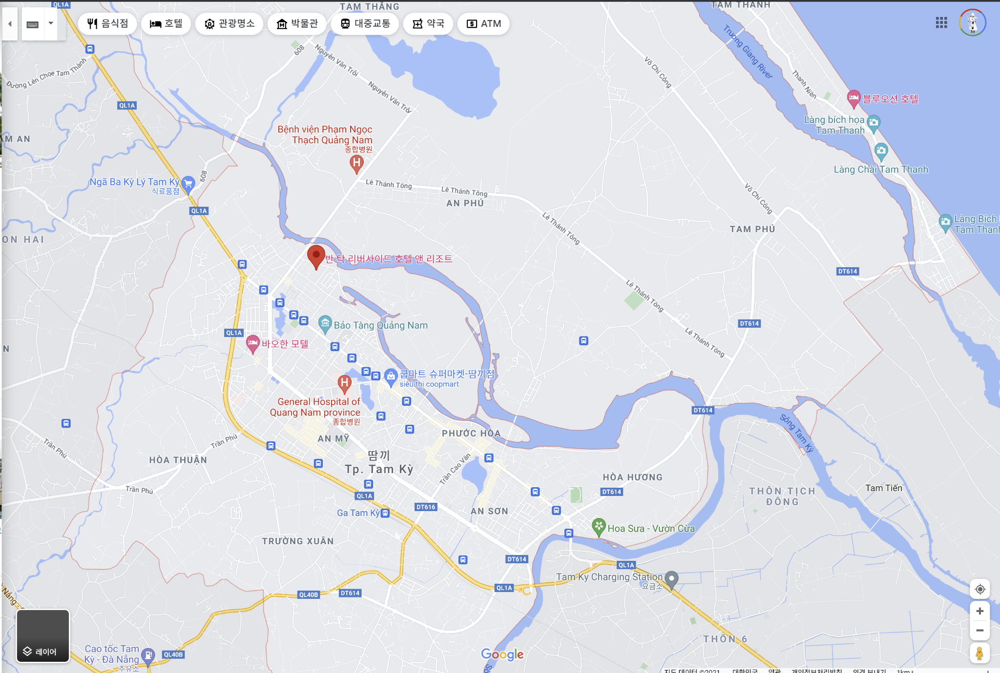 QL1A
TAM THĂNG
TAM THANH
음식점
호텔
관광명소
박물관
대중교통
약국
ATM
Truong Giang River
608
Nguyễn Văn Trỗi
Võ Chí Công
Đường Lên Chọe Tam Thành
Thanh Niên
Nguyễn Văn Trỗi
블루오션 호텔
QL1A
Làng bích họa
Tam Thanh
Bệnh viện Phạm Ngọc
Thạch Quảng Nam
종합병원
AM AN
Làng Chài Tam Thanh
608
Ngã Ba Kỳ Lý Tam Kỳ
식료품점
Lê Thánh Tông
Lê Thánh Tông
AN PHÚ
Võ Chí Công
QL1A
Lê Thánh Tông
TAM PHÚ
Làng Bích
Tam Thanh
ON HAI
반 탁 리버사이드 호텔 앤 리조트
DT614
Lê Thánh Tông
Bảo Tàng Quảng Nam
DT614
QL1A
바오한 모텔
Lê Thánh Tông
N
쿱마트 슈퍼마켓-땀끼점
siêu thị coopmart
General Hospital of
Quang Nam province
종합병원
DT614
Sông Tam Kỳ
PHƯỚC HÒA
AN MỸ
Trần Phú
Trần Phú
땀끼
Tp. Tam Kỳ
HÒA THUẬN
Trần Cao Vân
HÒA HƯƠNG
Trần Phú
DT614
THÔN TỊCH
ĐÔNG
Tam Tiến
QL1A
DT616
Ga Tam Kỳ
AN SƠN
Hoa Sưa - Vườn Cừa
TRƯỜNG XUÂN
DT614
QL1A
Tam Ky Charging Station
요금소
QL1A
QL40B
DT614
Nẵng -
THÔN 6
레이어
Cao tốc Tam
Kỳ - Đà Nẵng
주유소
QL40B
Google
Sô
지도 데이터 ©2021
대한민국
약관
개인정보처리방침
의견 보내기
1km